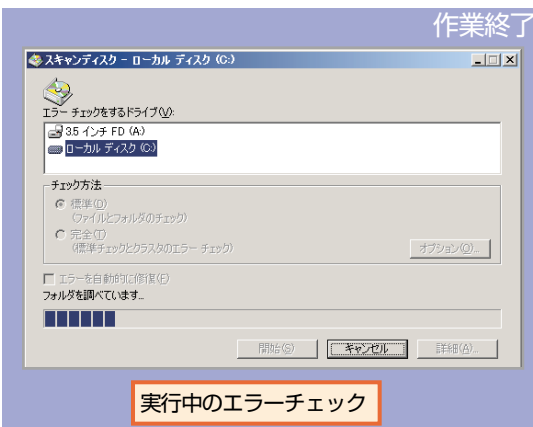 作業終了
スキャンディスク - ローカル ディスク (C:)
エラー チェックをするドライブ(V):
3.5 インチ FD (A:)
ローカル ディスク (C:)
チェック方法
標準(D)
(ファイルとフォルダのチェック)
完全(T)
(標準チェックとクラスタのエラー チェック)
オプション(O)...
エラーを自動的に修復(F)
フォルダを調べています...
開始(S)
キャンセル
詳細(A)...
実行中のエラーチェック